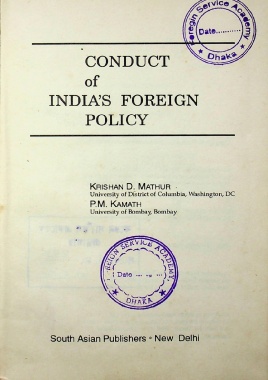 Foreign Service Academy
Date............
Dhaka
CONDUCT
of
INDIA'S FOREIGN
POLICY
KRISHAN D. MATHUR
University of District of Columbia, Washington, DC
P.M. KAMATH
University of Bombay, Bombay
FOREIGN SERVICE ACADEMY
Date ............
DHAKA
South Asian Publishers • New Delhi